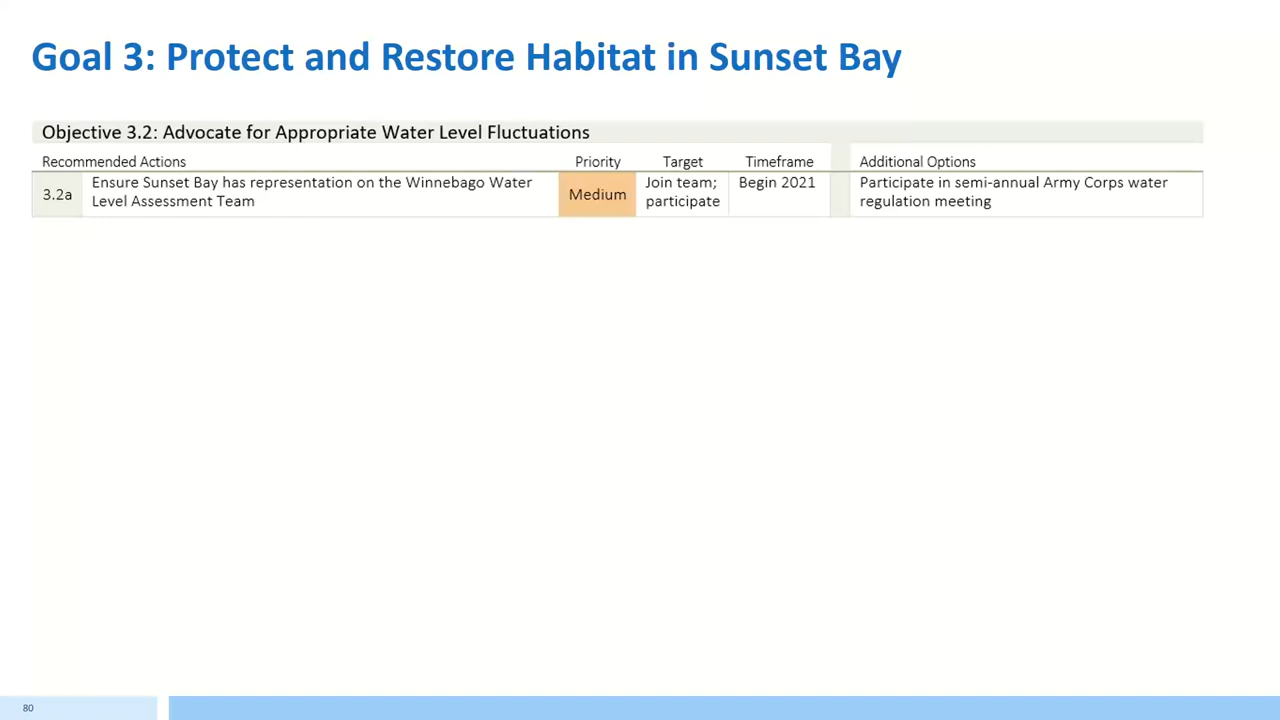 Goal 3: Protect and Restore Habitat in Sunset Bay
Objective 3.2: Advocate for Appropriate Water Level Fluctuations
Recommended Actions Priority Target Timeframe Additional Options
3.2a Ensure Sunset Bay has representation on the Winnebago Water Level Assessment Team Medium Join team; participate Begin 2021 Participate in semi-annual Army Corps water regulation meeting
80